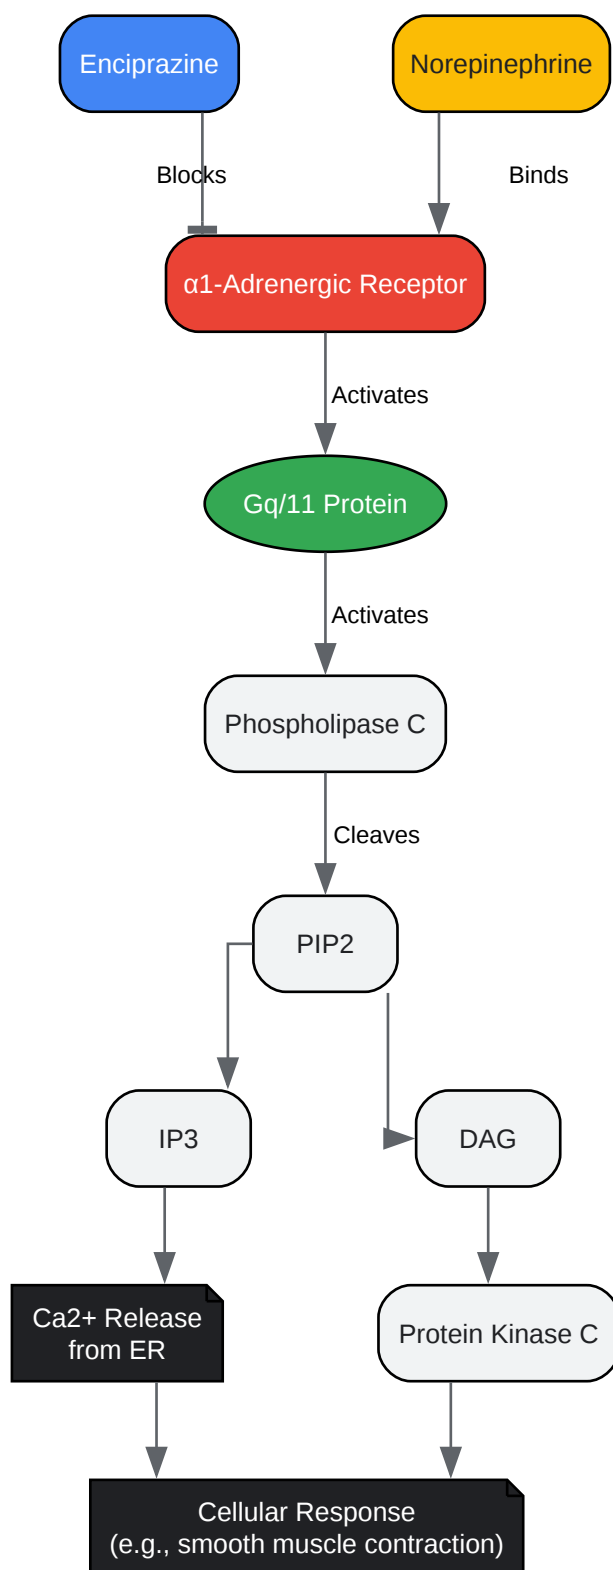 Enciprazine
Norepinephrine
Blocks
Binds
α1-Adrenergic Receptor
Activates
Gq/11 Protein
Activates
Phospholipase C
Cleaves
PIP2
IP3
DAG
Ca2+ Release
from ER
Protein Kinase C
Cellular Response
(e.g., smooth muscle contraction)